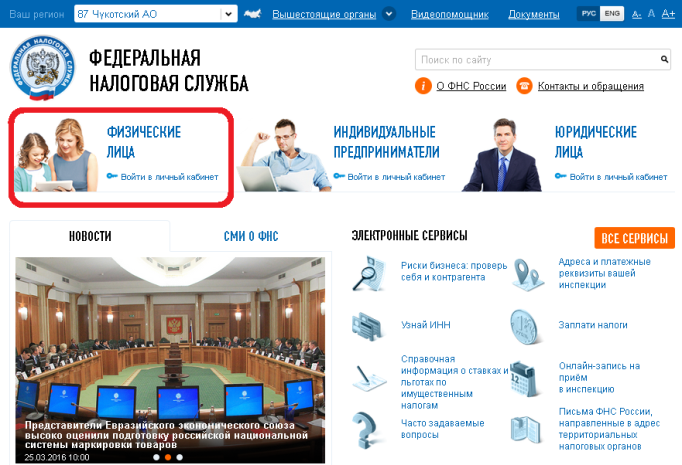 Ваш регион
87 Чукотский АО
Вышестоящие органы
Видеопомощник
Документы
РУС ENG
A- A A+
ФЕДЕРАЛЬНАЯ
НАЛОГОВАЯ СЛУЖБА
Поиск по сайту
О ФНС России
Контакты и обращения
ФИЗИЧЕСКИЕ
ЛИЦА
Войти в личный кабинет
ИНДИВИДУАЛЬНЫЕ
ПРЕДПРИНИМАТЕЛИ
Войти в личный кабинет
ЮРИДИЧЕСКИЕ
ЛИЦА
Войти в личный кабинет
НОВОСТИ
СМИ О ФНС
Представители Евразийского экономического союза
высоко оценили подготовку российской национальной
системы маркировки товаров
25.03.2016 10:00
ЭЛЕКТРОННЫЕ СЕРВИСЫ
ВСЕ СЕРВИСЫ
Риски бизнеса: проверь
себя и контрагента
Адреса и платежные
реквизиты вашей
инспекции
Узнай ИНН
Заплати налоги
Справочная
информация о ставках и
льготах по
имущественным
налогам
Онлайн-запись на
приём
в инспекцию
Часто задаваемые
вопросы
Письма ФНС России,
направленные в адрес
территориальных
налоговых органов